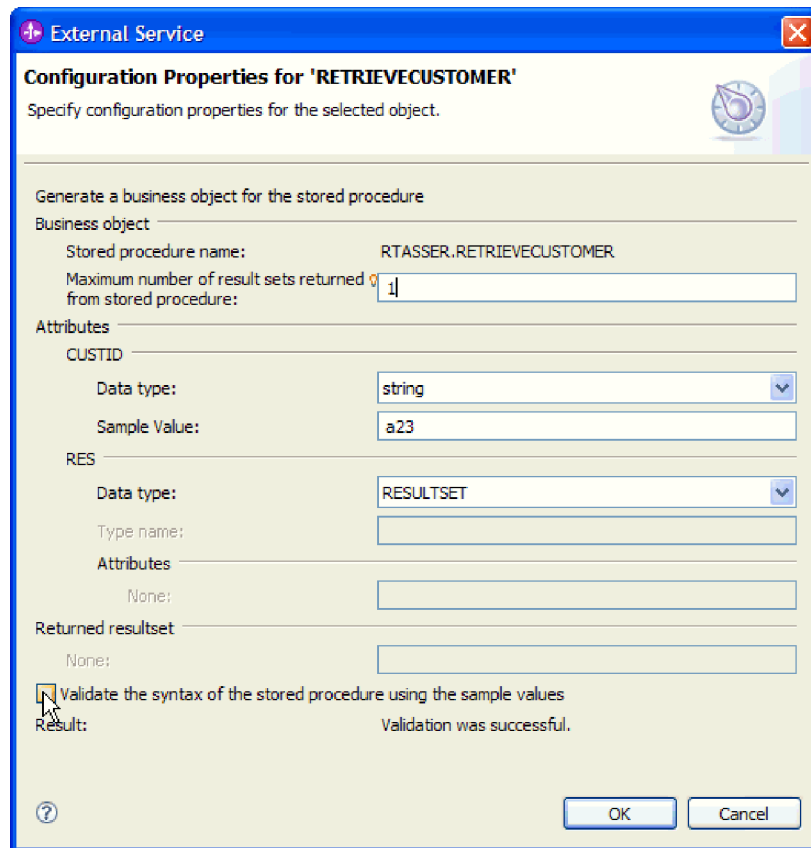 External Service
Configuration Properties for 'RETRIEVECUSTOMER'
Specify configuration properties for the selected object.
Generate a business object for the stored procedure
Business object
Stored procedure name: RTASSER.RETRIEVECUSTOMER
Maximum number of result sets returned
from stored procedure: 1
Attributes
CUSTID
Data type: string
Sample Value: a23
RES
Data type: RESULTSET
Type name:
Attributes
None:
Returned resultset
None:
Validate the syntax of the stored procedure using the sample values
Result: Validation was successful.
? OK Cancel